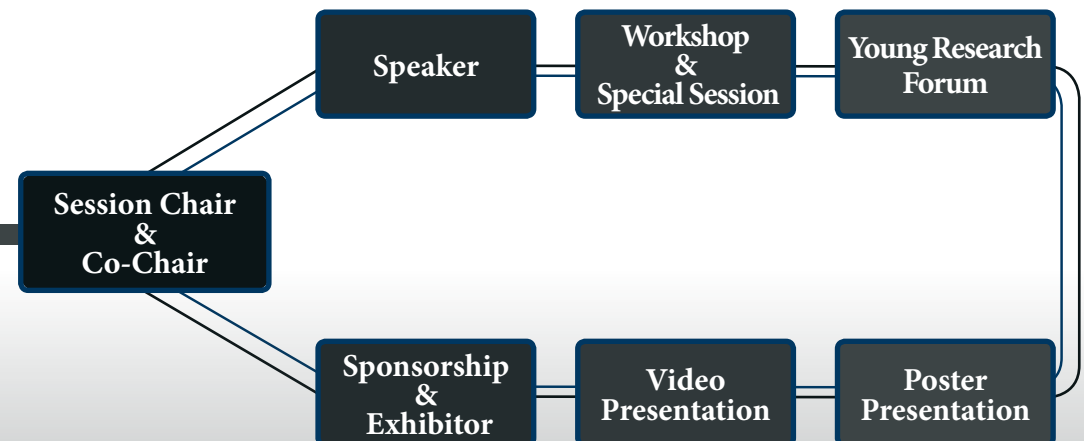 Speaker
Workshop
&
Special Session
Young Research
Forum
Session Chair
&
Co-Chair
Sponsorship
&
Exhibitor
Video
Presentation
Poster
Presentation